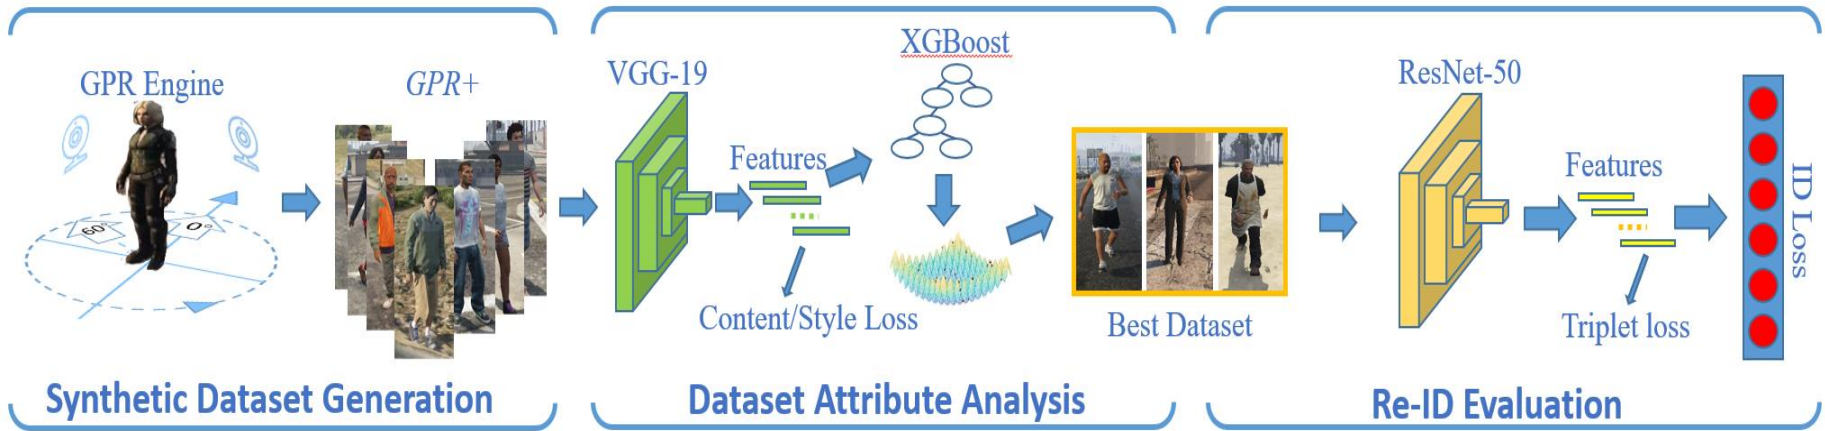 GPR Engine
60°
0°
GPR+
Synthetic Dataset Generation
VGG-19
Features
Content/Style Loss
XGBoost
Best Dataset
Dataset Attribute Analysis
ResNet-50
Features
Triplet loss
ID Loss
Re-ID Evaluation